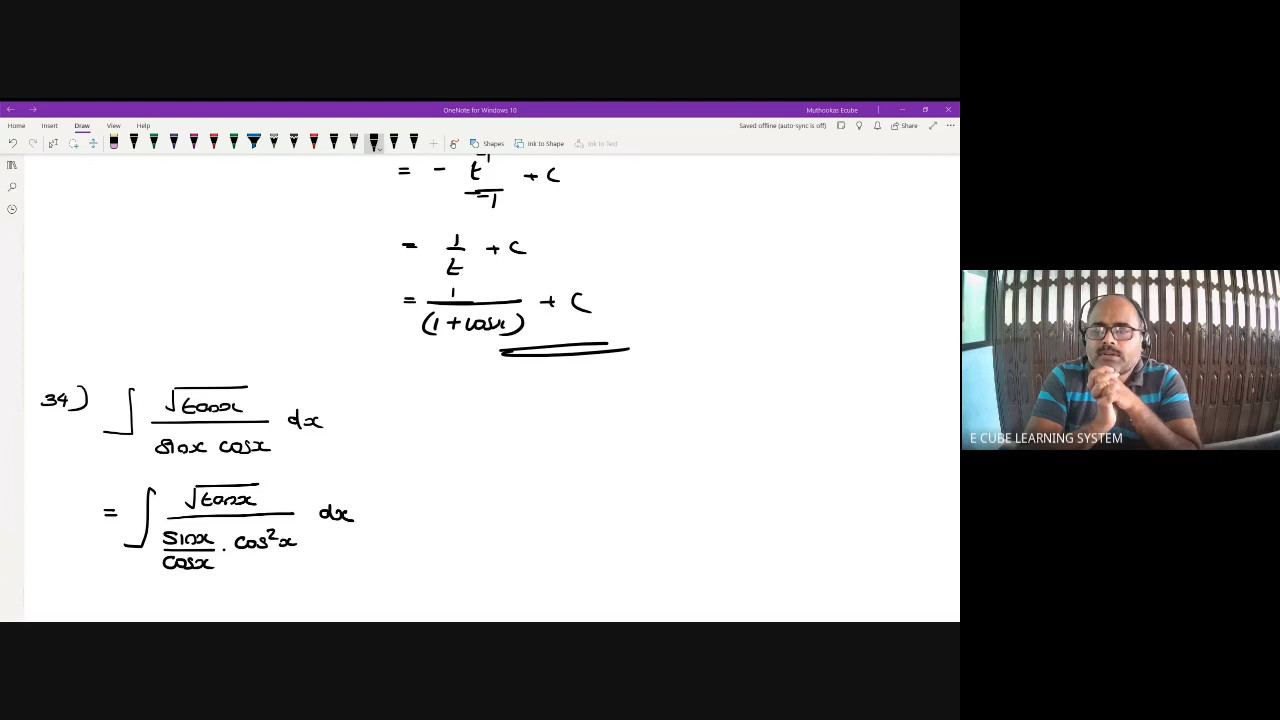 OneNote for Windows 10
Muthookas Ecube
Home Insert Draw View Help
Saved offline (auto-sync is off)
Share
Shapes Ink to Shape Ink to Text
= - t^-1/-1 + C
= 1/t + C
= 1/(1 + cosx) + C
34) ∫ √tanx / sinx cosx dx
= ∫ √tanx / (sinx/cosx · cos²x) dx
E CUBE LEARNING SYSTEM